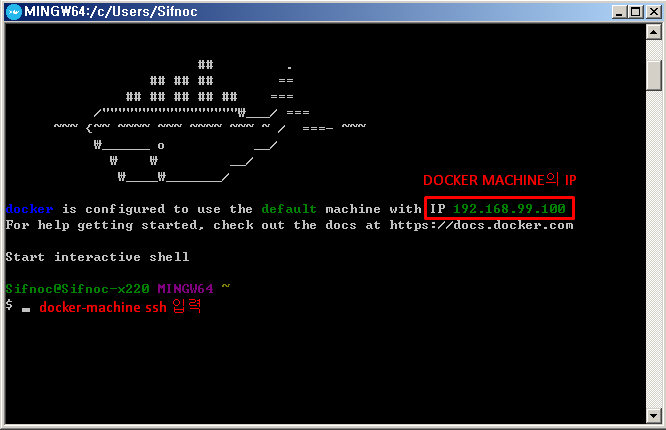 MINGW64:/c/Users/Sifnoc
                        ##         .
                  ## ## ##        ==
               ## ## ## ## ##    ===
           /"""""""""""""""""₩___/ ===
      ~~~ {~~ ~~~~ ~~~ ~~~~ ~~~ ~ /  ===- ~~~
           ₩______ o           __/
             ₩    ₩         __/
              ₩____₩_______/
DOCKER MACHINE의 IP
docker is configured to use the default machine with IP 192.168.99.100
For help getting started, check out the docs at https://docs.docker.com
Start interactive shell
Sifnoc@Sifnoc-x220 MINGW64 ~
$ _ docker-machine ssh 입력